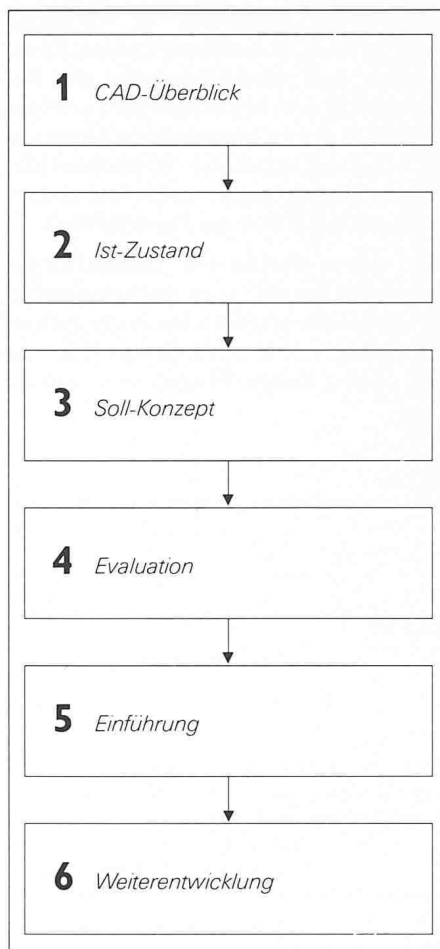 1 CAD-Überblick
2 Ist-Zustand
3 Soll-Konzept
4 Evaluation
5 Einführung
6 Weiterentwicklung